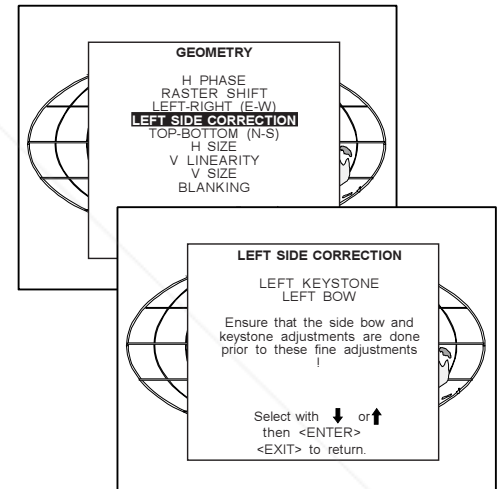 GEOMETRY
H PHASE
RASTER SHIFT
LEFT-RIGHT (E-W)
LEFT SIDE CORRECTION
TOP-BOTTOM (N-S)
H SIZE
V LINEARITY
V SIZE
BLANKING
LEFT SIDE CORRECTION
LEFT KEYSTONE
LEFT BOW
Ensure that the side bow and
keystone adjustments are done
prior to these fine adjustments
!
Select with ⬇ or ⬆
then <ENTER>
<EXIT> to return.